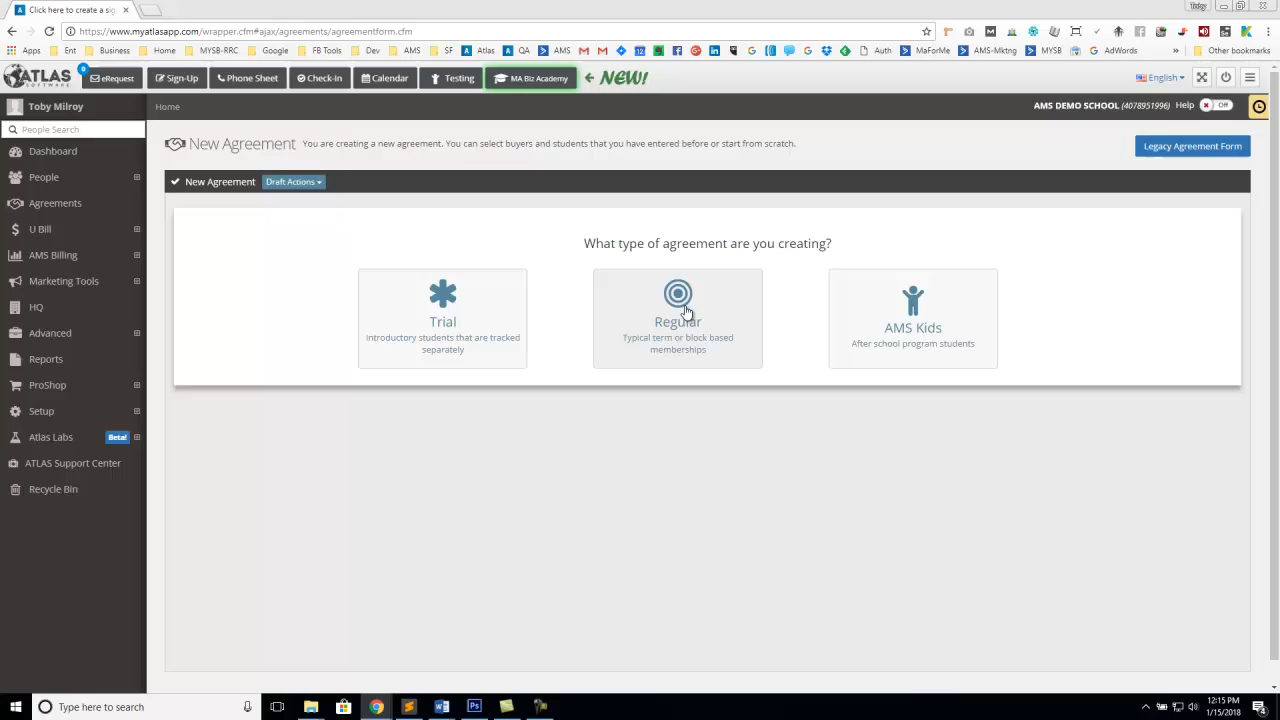 Click here to create a sig
Toby
https://www.myatlasapp.com/wrapper.cfm#ajax/agreements/agreementform.cfm
Apps Ent Business Home MYSB-RRC Google FB Tools Dev AMS SF Atlas QA AMS Auth MaForMe AMS-Mktng MYSB AdWords » Other bookmarks
ATLAS SOFTWARE 0 eRequest Sign-Up Phone Sheet Check-In Calendar Testing MA Biz Academy NEW! English
Toby Milroy
Home
AMS DEMO SCHOOL (4078951996) Help Off
People Search
Dashboard
People
Agreements
U Bill
AMS Billing
Marketing Tools
HQ
Advanced
Reports
ProShop
Setup
Atlas Labs Beta!
ATLAS Support Center
Recycle Bin
New Agreement You are creating a new agreement. You can select buyers and students that you have entered before or start from scratch.
Legacy Agreement Form
New Agreement Draft Actions
What type of agreement are you creating?
Trial
Introductory students that are tracked
separately
Regular
Typical term or block based
memberships
AMS Kids
After school program students
Type here to search
12:15 PM
1/15/2018
4